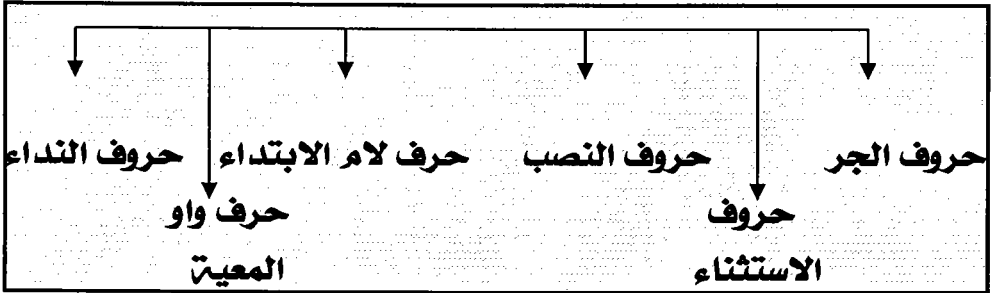 حروف الجر
حروف الاستثناء
حروف النصب
حرف لام الابتداء
حرف واو المعية
حروف النداء